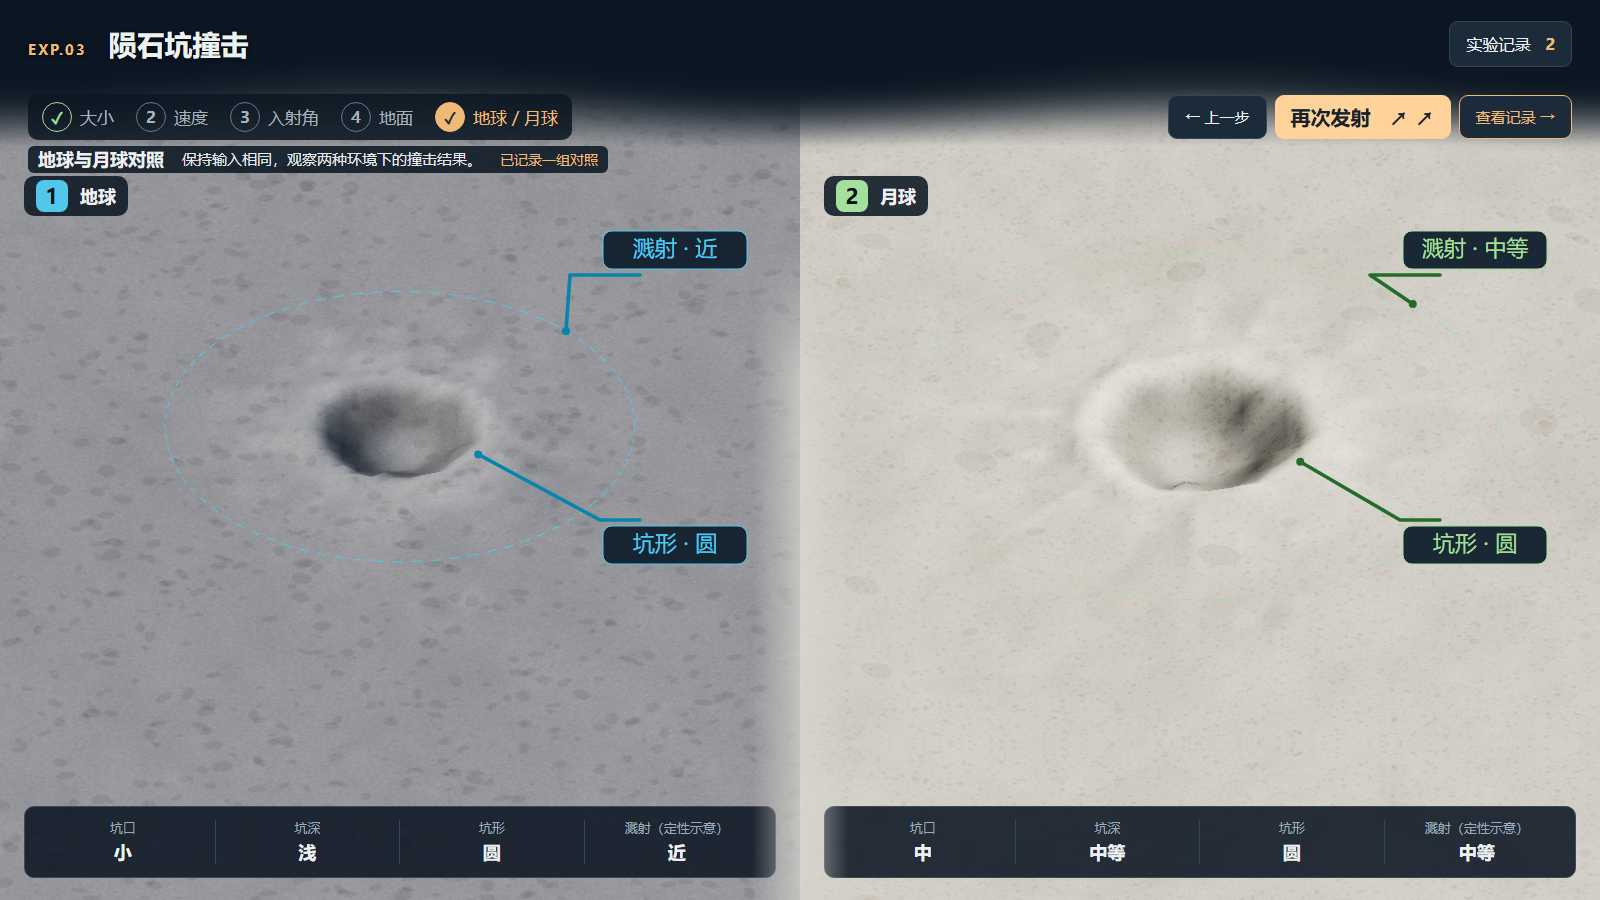 EXP.03 陨石坑撞击
实验记录 2
✓ 大小 2 速度 3 入射角 4 地面 ✓ 地球 / 月球
← 上一步 再次发射 ↗ ↗ 查看记录 →
地球与月球对照 保持输入相同，观察两种环境下的撞击结果。 已记录一组对照
1 地球
溅射 · 近
坑形 · 圆
坑口 坑深 坑形 溅射（定性示意）
小 浅 圆 近
2 月球
溅射 · 中等
坑形 · 圆
坑口 坑深 坑形 溅射（定性示意）
中 中等 圆 中等